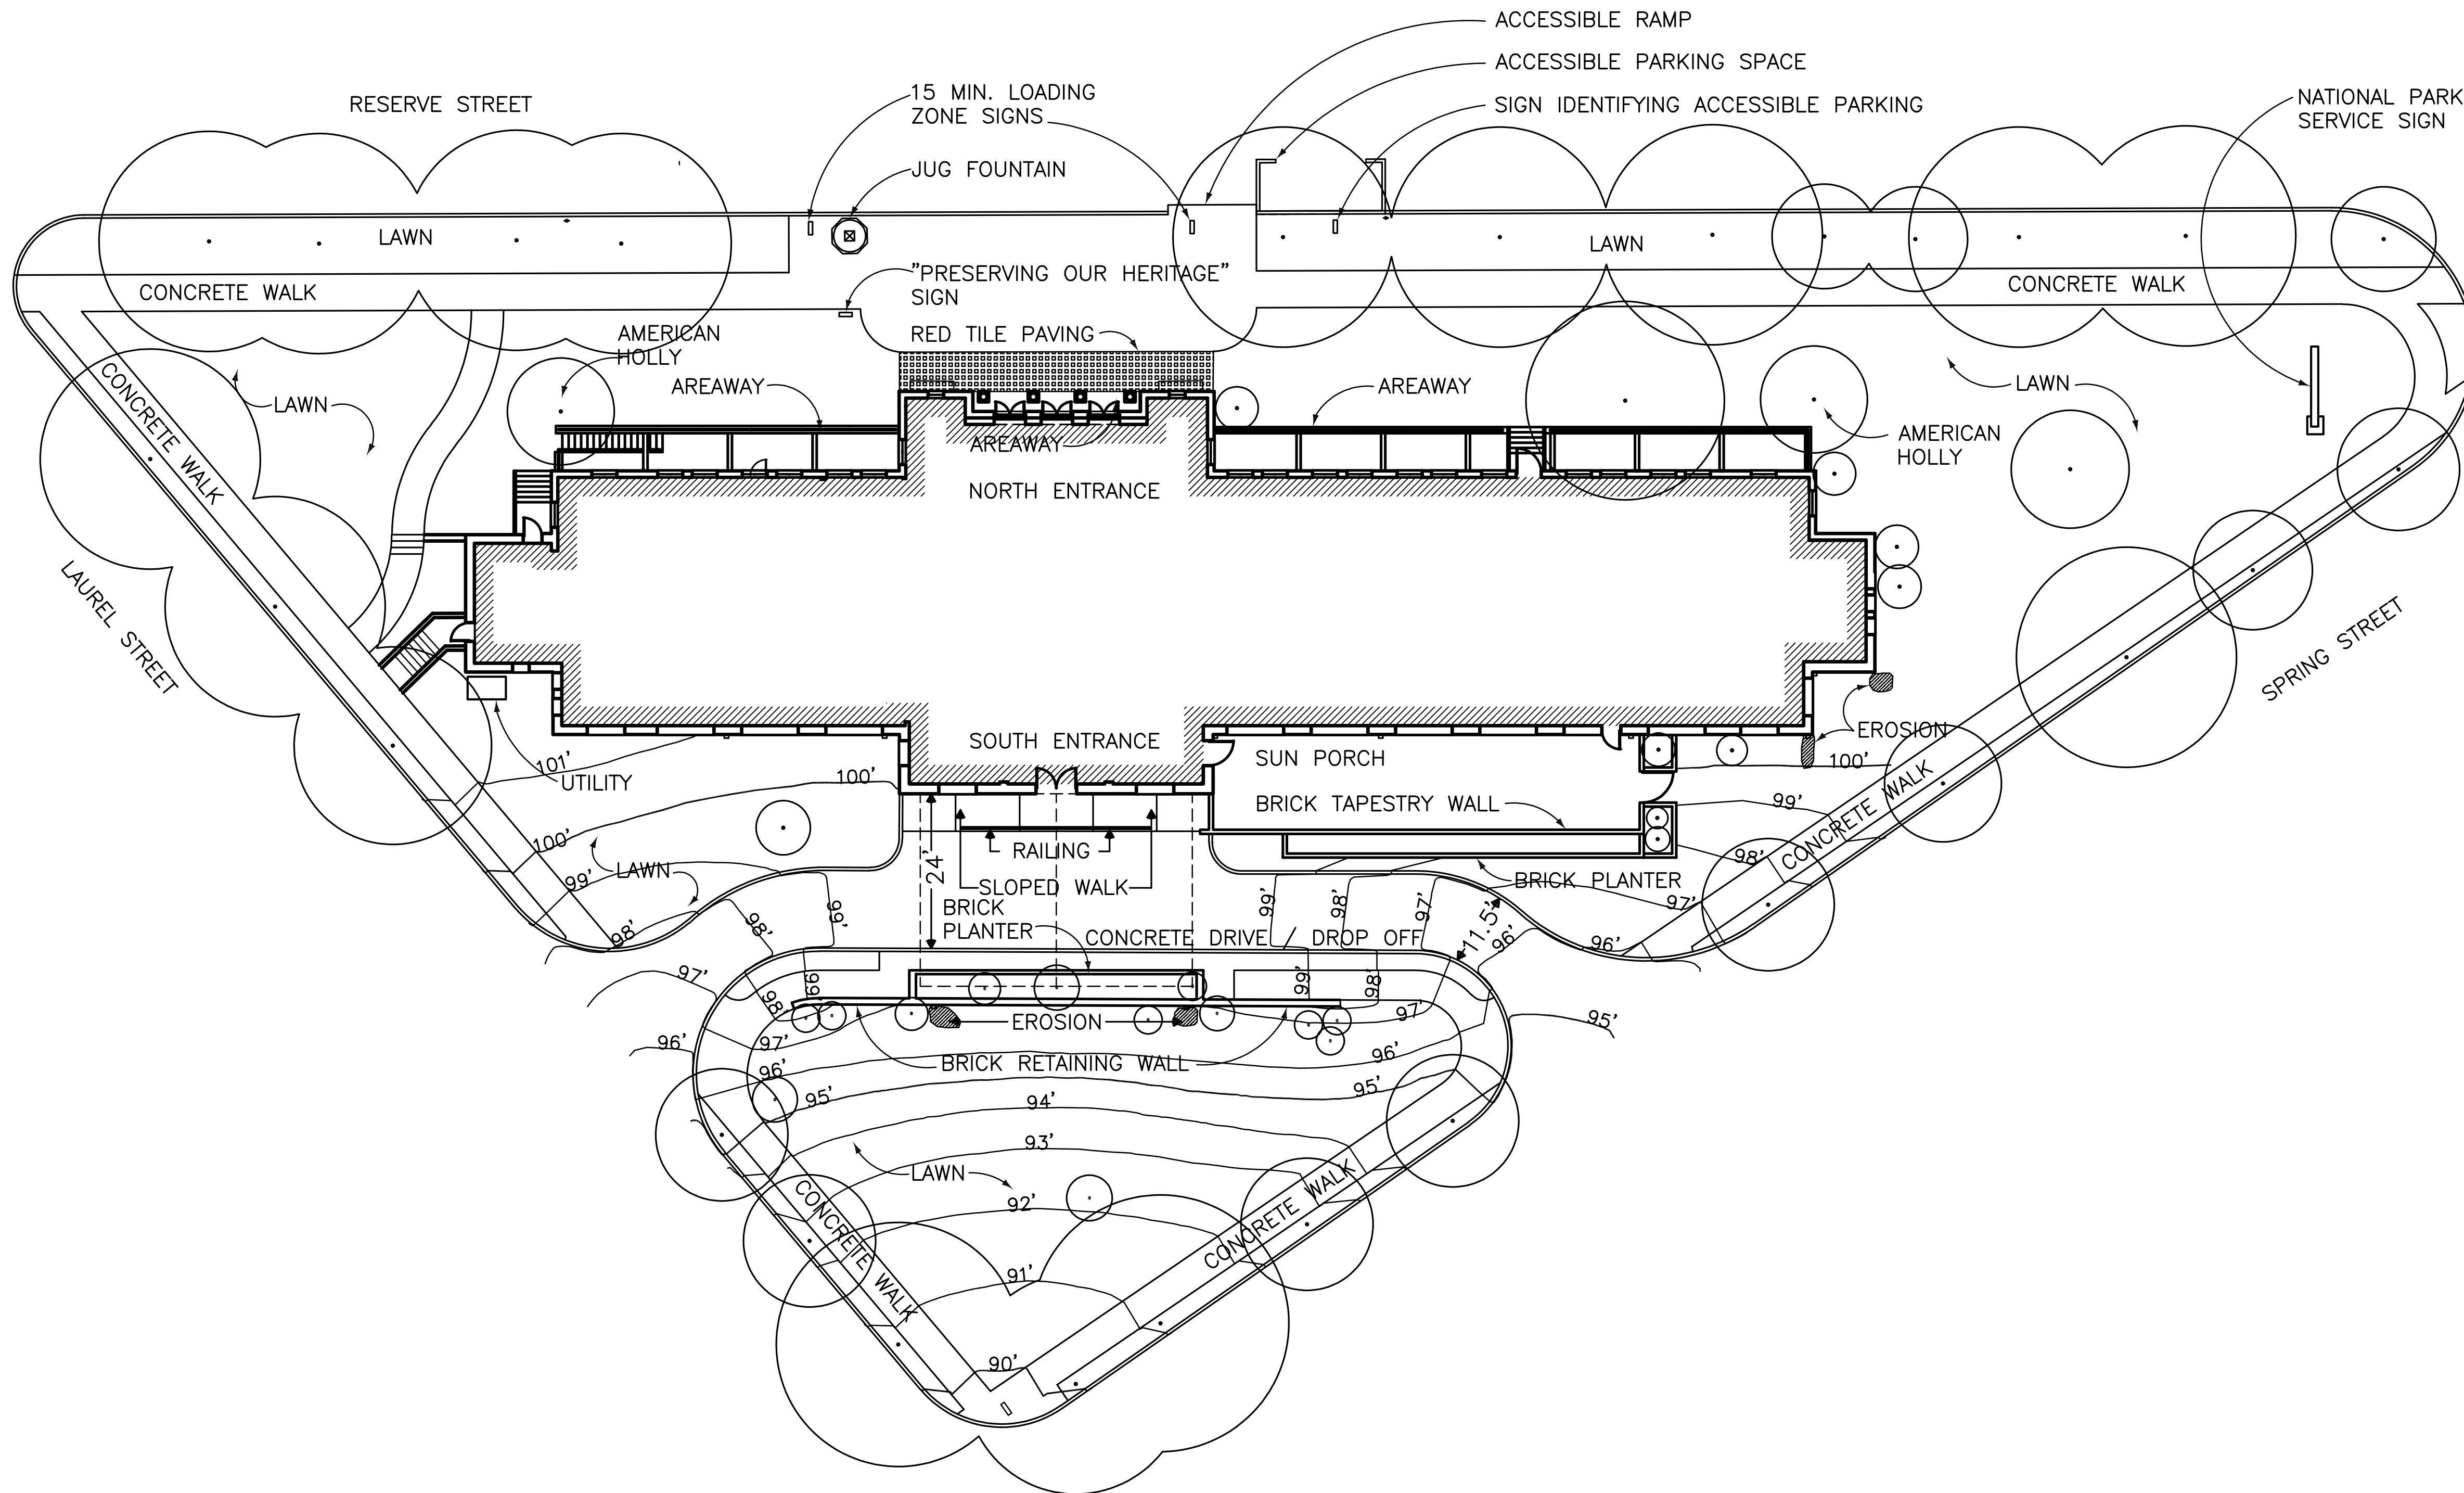 ACCESSIBLE RAMP
ACCESSIBLE PARKING SPACE
15 MIN. LOADING
ZONE SIGNS
RESERVE STREET
SIGN IDENTIFYING ACCESSIBLE PARKING
NATIONAL PARK
SERVICE SIGN
JUG FOUNTAIN
LAWN
LAWN
"PRESERVING OUR HERITAGE"
SIGN
CONCRETE WALK
CONCRETE WALK
RED TILE PAVING
AMERICAN
HOLLY
AREAWAY
AREAWAY
LAWN
LAWN
CONCRETE WALK
AREAWAY
AMERICAN
HOLLY
NORTH ENTRANCE
LAUREL STREET
SPRING STREET
EROSION
SOUTH ENTRANCE
SUN PORCH
101'
100'
100'
UTILITY
BRICK TAPESTRY WALL
99'
CONCRETE WALK
100'
RAILING
24'
98'
LAWN
99'
SLOPED WALK
BRICK PLANTER
99'
98'
97'
97'
BRICK
PLANTER
99'
98'
11.5'
98'
CONCRETE DRIVE / DROP OFF
96'
96'
97'
99'
98'
99'
98'
EROSION
97'
95'
96'
97'
96'
BRICK RETAINING WALL
96'
95'
95'
94'
93'
LAWN
92'
CONCRETE WALK
CONCRETE WALK
91'
90'